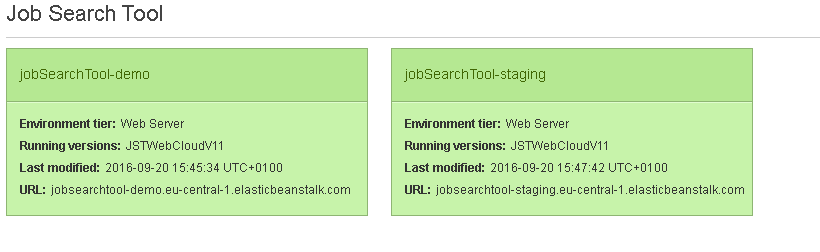 Job Search Tool
jobSearchTool-demo
Environment tier: Web Server
Running versions: JSTWebCloudV11
Last modified: 2016-09-20 15:45:34 UTC+0100
URL: jobsearchtool-demo.eu-central-1.elasticbeanstalk.com
jobSearchTool-staging
Environment tier: Web Server
Running versions: JSTWebCloudV11
Last modified: 2016-09-20 15:47:42 UTC+0100
URL: jobsearchtool-staging.eu-central-1.elasticbeanstalk.com